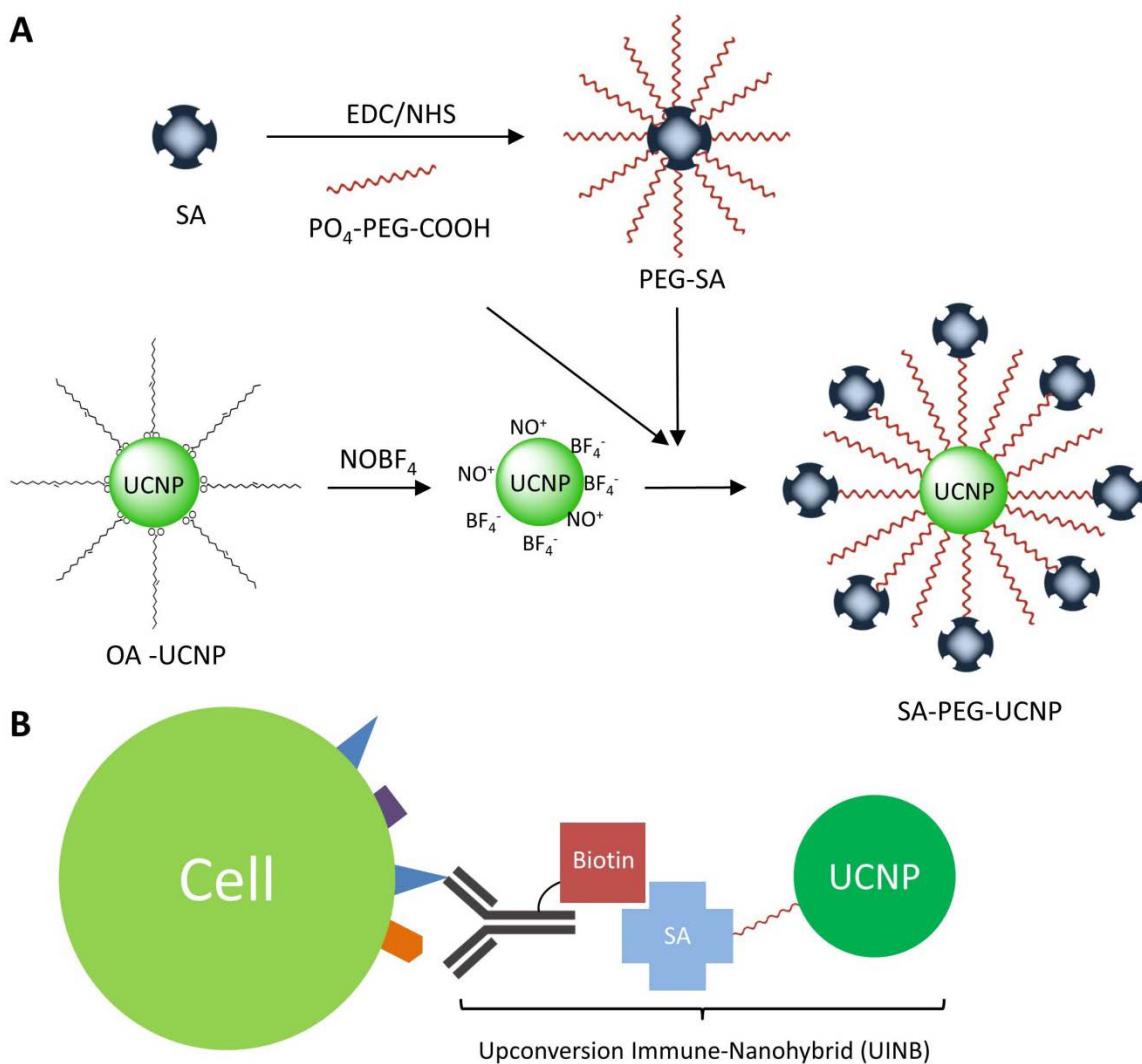 A
EDC/NHS
SA
PO₄-PEG-COOH
PEG-SA
UCNP
NOBF₄
NO⁺
BF₄⁻
NO⁺
UCNP
BF₄⁻
BF₄⁻
NO⁺
BF₄⁻
UCNP
OA -UCNP
SA-PEG-UCNP
B
Cell
Biotin
SA
UCNP
Upconversion Immune-Nanohybrid (UINB)